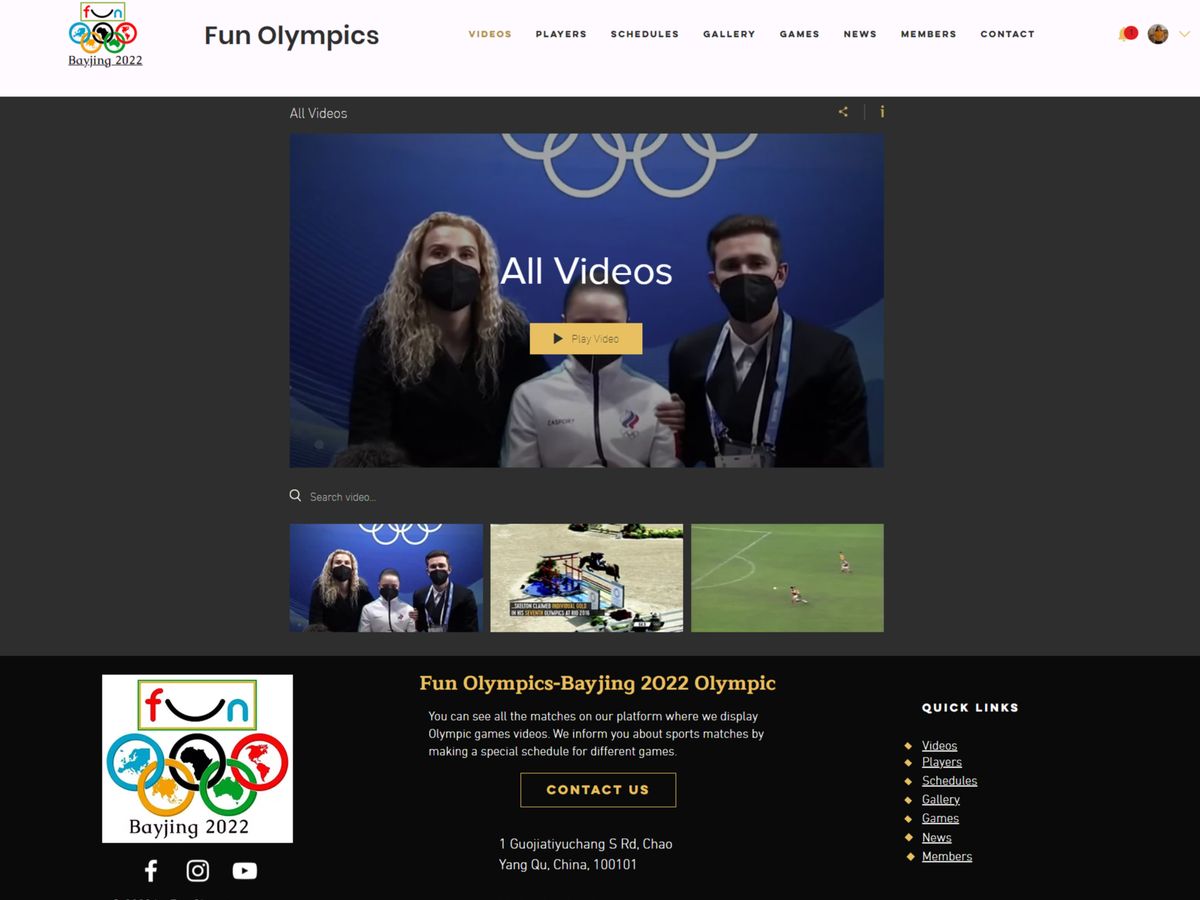 fun
Bayjing 2022
Fun Olympics
VIDEOS PLAYERS SCHEDULES GALLERY GAMES NEWS MEMBERS CONTACT
1
All Videos
All Videos
Play Video
Search video...
...SKELTON CLAIMED INDIVIDUAL GOLD
IN HIS SEVENTH OLYMPICS AT RIO 2016
fun
Bayjing 2022
Fun Olympics-Bayjing 2022 Olympic
You can see all the matches on our platform where we display
Olympic games videos. We inform you about sports matches by
making a special schedule for different games.
CONTACT US
1 Guojiatiyuchang S Rd, Chao
Yang Qu, China, 100101
QUICK LINKS
Videos
Players
Schedules
Gallery
Games
News
Members